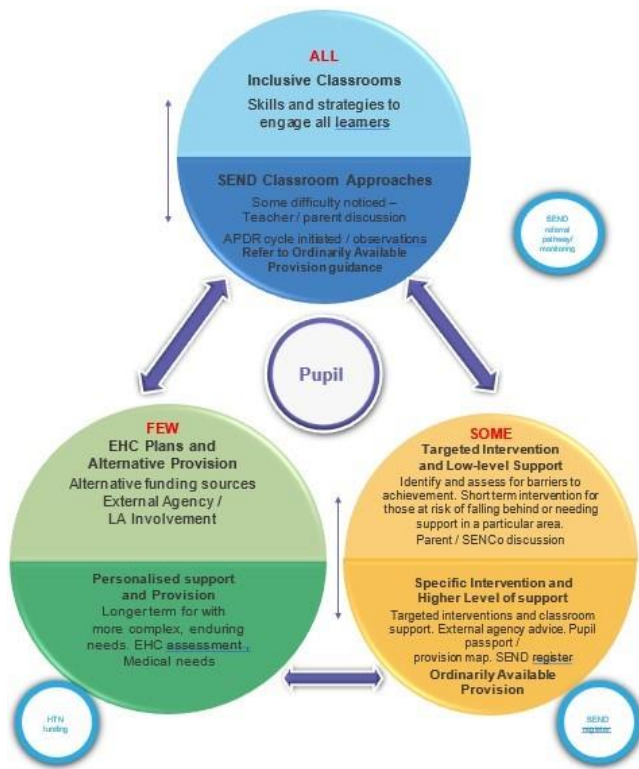 ALL
Inclusive Classrooms
Skills and strategies to
engage all learners
SEND Classroom Approaches
Some difficulty noticed –
Teacher / parent discussion
APDR cycle initiated / observations
Refer to Ordinarily Available
Provision guidance
SEND
referral
pathway/
monitoring
Pupil
FEW
EHC Plans and
Alternative Provision
Alternative funding sources
External Agency /
LA Involvement
Personalised support
and Provision
Longer term for with
more complex, enduring
needs. EHC assessment ,
Medical needs
HTN
funding
SOME
Targeted Intervention
and Low-level Support
Identify and assess for barriers to
achievement. Short term intervention for
those at risk of falling behind or needing
support in a particular area.
Parent / SENCo discussion
Specific Intervention and
Higher Level of support
Targeted interventions and classroom
support. External agency advice. Pupil
passport /
provision map. SEND register
Ordinarily Available
Provision
SEND
register